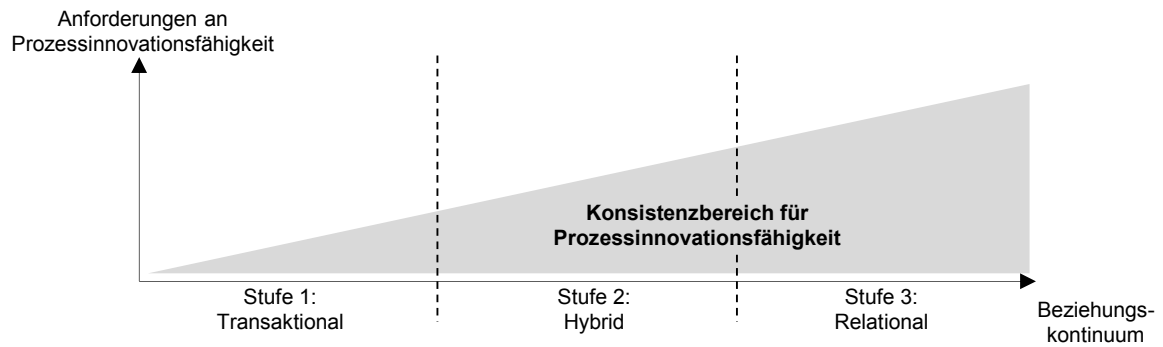 Anforderungen an
Prozessinnovationsfähigkeit
Konsistenzbereich für
Prozessinnovationsfähigkeit
Stufe 1:
Transaktional
Stufe 2:
Hybrid
Stufe 3:
Relational
Beziehungs-
kontinuum